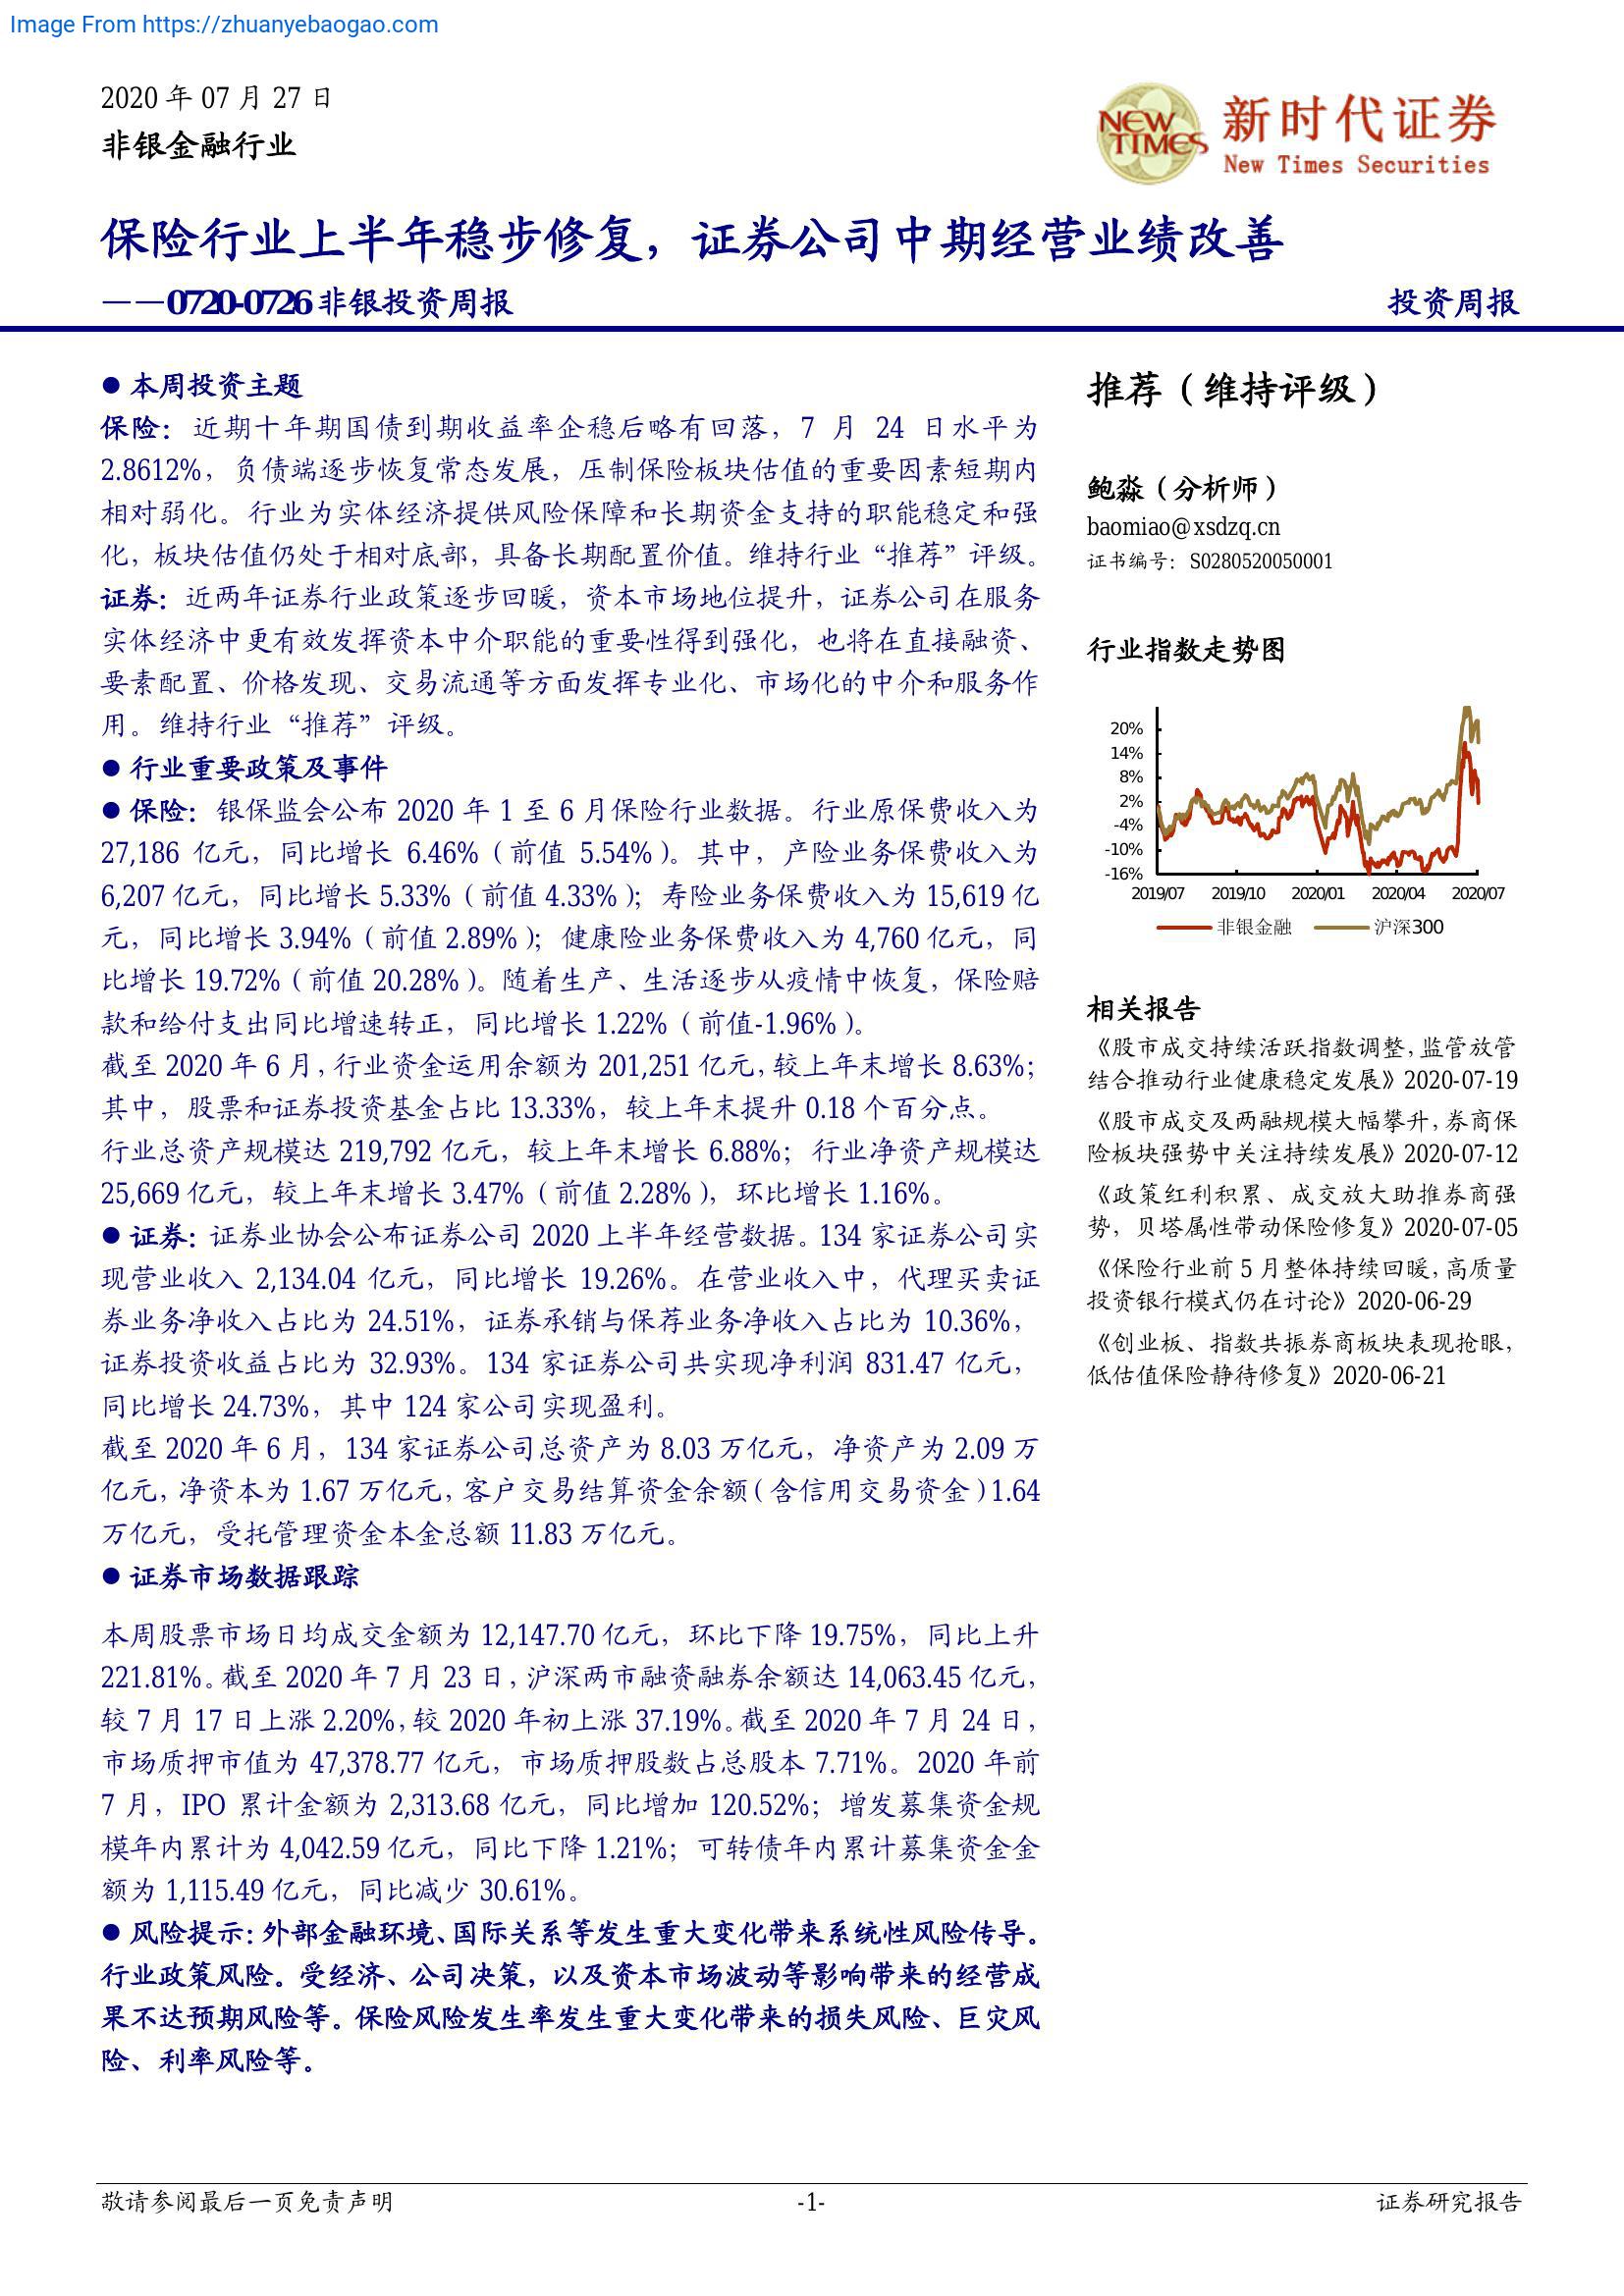 Image From https://zhuanyebaogao.com
2020 年 07 月 27 日
非银金融行业
NEW TIMES
新时代证券
New Times Securities
保险行业上半年稳步修复，证券公司中期经营业绩改善
——0720-0726 非银投资周报
投资周报
● 本周投资主题
保险：近期十年期国债到期收益率企稳后略有回落，7 月 24 日水平为
2.8612%，负债端逐步恢复常态发展，压制保险板块估值的重要因素短期内
相对弱化。行业为实体经济提供风险保障和长期资金支持的职能稳定和强
化，板块估值仍处于相对底部，具备长期配置价值。维持行业“推荐”评级。
证券：近两年证券行业政策逐步回暖，资本市场地位提升，证券公司在服务
实体经济中更有效发挥资本中介职能的重要性得到强化，也将在直接融资、
要素配置、价格发现、交易流通等方面发挥专业化、市场化的中介和服务作
用。维持行业“推荐”评级。
● 行业重要政策及事件
● 保险：银保监会公布 2020 年 1 至 6 月保险行业数据。行业原保费收入为
27,186 亿元，同比增长 6.46%（前值 5.54%）。其中，产险业务保费收入为
6,207 亿元，同比增长 5.33%（前值 4.33%）；寿险业务保费收入为 15,619 亿
元，同比增长 3.94%（前值 2.89%）；健康险业务保费收入为 4,760 亿元，同
比增长 19.72%（前值 20.28%）。随着生产、生活逐步从疫情中恢复，保险赔
款和给付支出同比增速转正，同比增长 1.22%（前值-1.96%）。
截至 2020 年 6 月，行业资金运用余额为 201,251 亿元，较上年末增长 8.63%；
其中，股票和证券投资基金占比 13.33%，较上年末提升 0.18 个百分点。
行业总资产规模达 219,792 亿元，较上年末增长 6.88%；行业净资产规模达
25,669 亿元，较上年末增长 3.47%（前值 2.28%），环比增长 1.16%。
● 证券：证券业协会公布证券公司 2020 上半年经营数据。134 家证券公司实
现营业收入 2,134.04 亿元，同比增长 19.26%。在营业收入中，代理买卖证
券业务净收入占比为 24.51%，证券承销与保荐业务净收入占比为 10.36%，
证券投资收益占比为 32.93%。134 家证券公司共实现净利润 831.47 亿元，
同比增长 24.73%，其中 124 家公司实现盈利。
截至 2020 年 6 月，134 家证券公司总资产为 8.03 万亿元，净资产为 2.09 万
亿元，净资本为 1.67 万亿元，客户交易结算资金余额（含信用交易资金）1.64
万亿元，受托管理资金本金总额 11.83 万亿元。
● 证券市场数据跟踪
本周股票市场日均成交金额为 12,147.70 亿元，环比下降 19.75%，同比上升
221.81%。截至 2020 年 7 月 23 日，沪深两市融资融券余额达 14,063.45 亿元，
较 7 月 17 日上涨 2.20%，较 2020 年初上涨 37.19%。截至 2020 年 7 月 24 日，
市场质押市值为 47,378.77 亿元，市场质押股数占总股本 7.71%。2020 年前
7 月，IPO 累计金额为 2,313.68 亿元，同比增加 120.52%；增发募集资金规
模年内累计为 4,042.59 亿元，同比下降 1.21%；可转债年内累计募集资金金
额为 1,115.49 亿元，同比减少 30.61%。
● 风险提示：外部金融环境、国际关系等发生重大变化带来系统性风险传导。
行业政策风险。受经济、公司决策，以及资本市场波动等影响带来的经营成
果不达预期风险等。保险风险发生率发生重大变化带来的损失风险、巨灾风
险、利率风险等。
推荐（维持评级）
鲍淼（分析师）
baomiao@xsdzq.cn
证书编号：S0280520050001
行业指数走势图
20%
14%
8%
2%
-4%
-10%
-16%
2019/07 2019/10 2020/01 2020/04 2020/07
非银金融 沪深300
相关报告
《股市成交持续活跃指数调整，监管放管
结合推动行业健康稳定发展》2020-07-19
《股市成交及两融规模大幅攀升，券商保
险板块强势中关注持续发展》2020-07-12
《政策红利积累、成交放大助推券商强
势，贝塔属性带动保险修复》2020-07-05
《保险行业前 5 月整体持续回暖，高质量
投资银行模式仍在讨论》2020-06-29
《创业板、指数共振券商板块表现抢眼，
低估值保险静待修复》2020-06-21
敬请参阅最后一页免责声明
-1-
证券研究报告